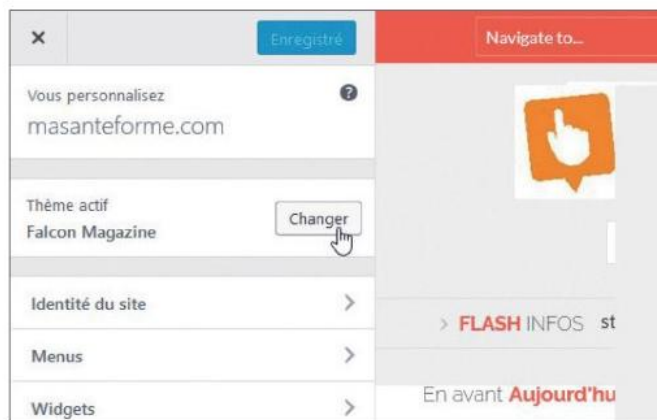 Enregistré
Navigate to...
Vous personnalisez
masanteforme.com
Thème actif
Falcon Magazine
Changer
Identité du site
Menus
Widgets
> FLASH INFOS st
En avant Aujourd'hu